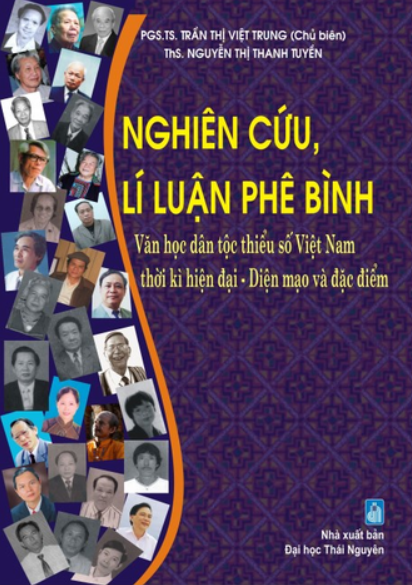 PGS.TS. TRẦN THỊ VIỆT TRUNG (Chủ biên)
ThS. NGUYỄN THỊ THANH TUYỀN
NGHIÊN CỨU,
LÍ LUẬN PHÊ BÌNH
Văn học dân tộc thiểu số Việt Nam
thời kì hiện đại - Diện mạo và đặc điểm
Nhà xuất bản
Đại học Thái Nguyên